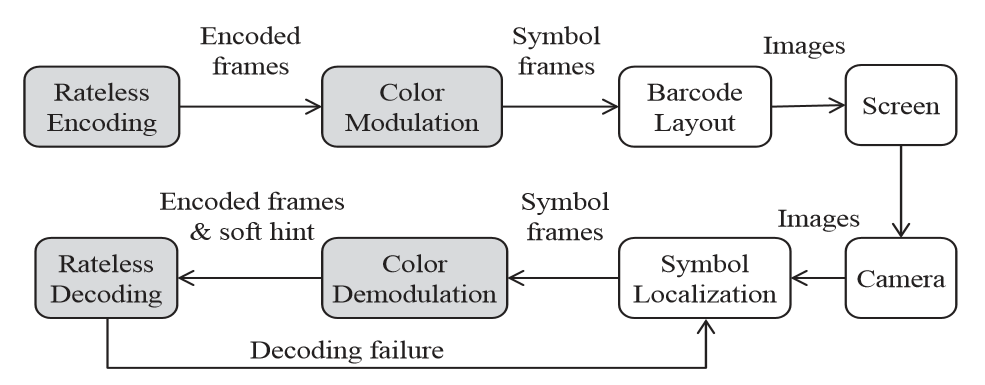 Encoded
frames
Symbol
frames
Images
Rateless
Encoding
Color
Modulation
Barcode
Layout
Screen
Encoded frames
& soft hint
Symbol
frames
Images
Rateless
Decoding
Color
Demodulation
Symbol
Localization
Camera
Decoding failure